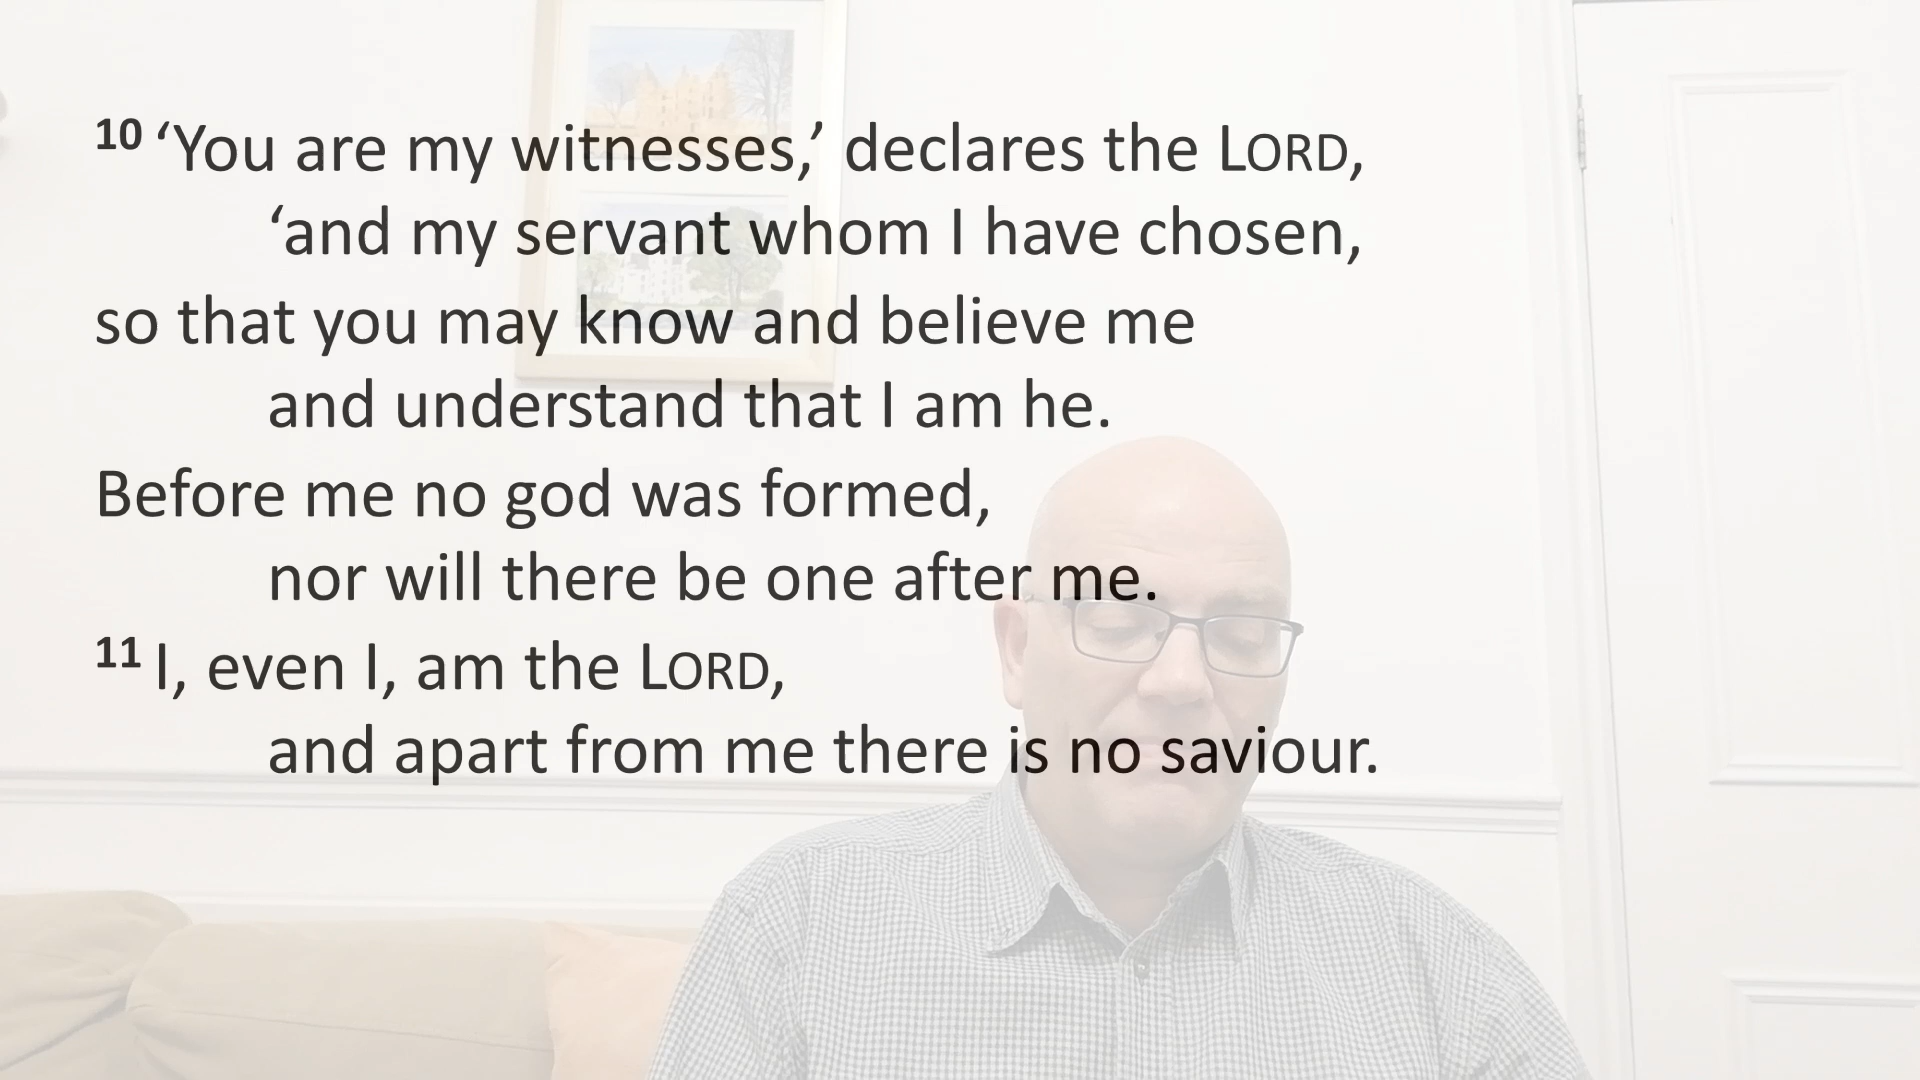 10 ‘You are my witnesses,’ declares the LORD,
‘and my servant whom I have chosen,
so that you may know and believe me
and understand that I am he.
Before me no god was formed,
nor will there be one after me.
11 I, even I, am the LORD,
and apart from me there is no saviour.